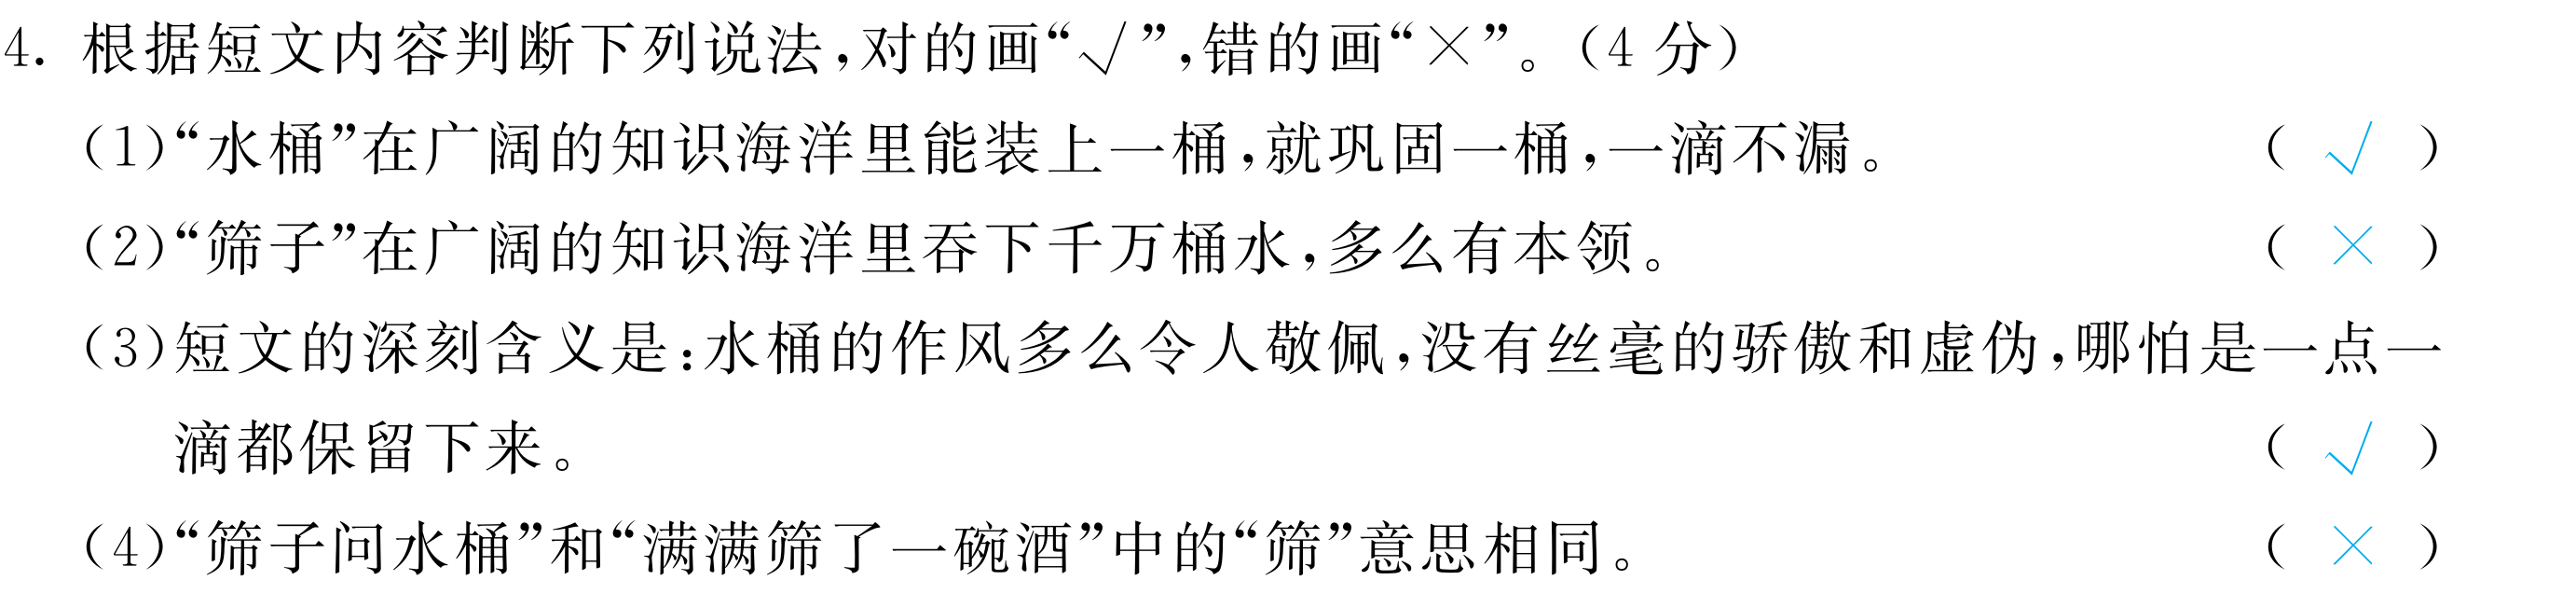 4. 根据短文内容判断下列说法,对的画“√”,错的画“×”。(4 分)
(1)“水桶”在广阔的知识海洋里能装上一桶,就巩固一桶,一滴不漏。 ( √ )
(2)“筛子”在广阔的知识海洋里吞下千万桶水,多么有本领。 ( × )
(3)短文的深刻含义是:水桶的作风多么令人敬佩,没有丝毫的骄傲和虚伪,哪怕是一点一
滴都保留下来。 ( √ )
(4)“筛子问水桶”和“满满筛了一碗酒”中的“筛”意思相同。 ( × )